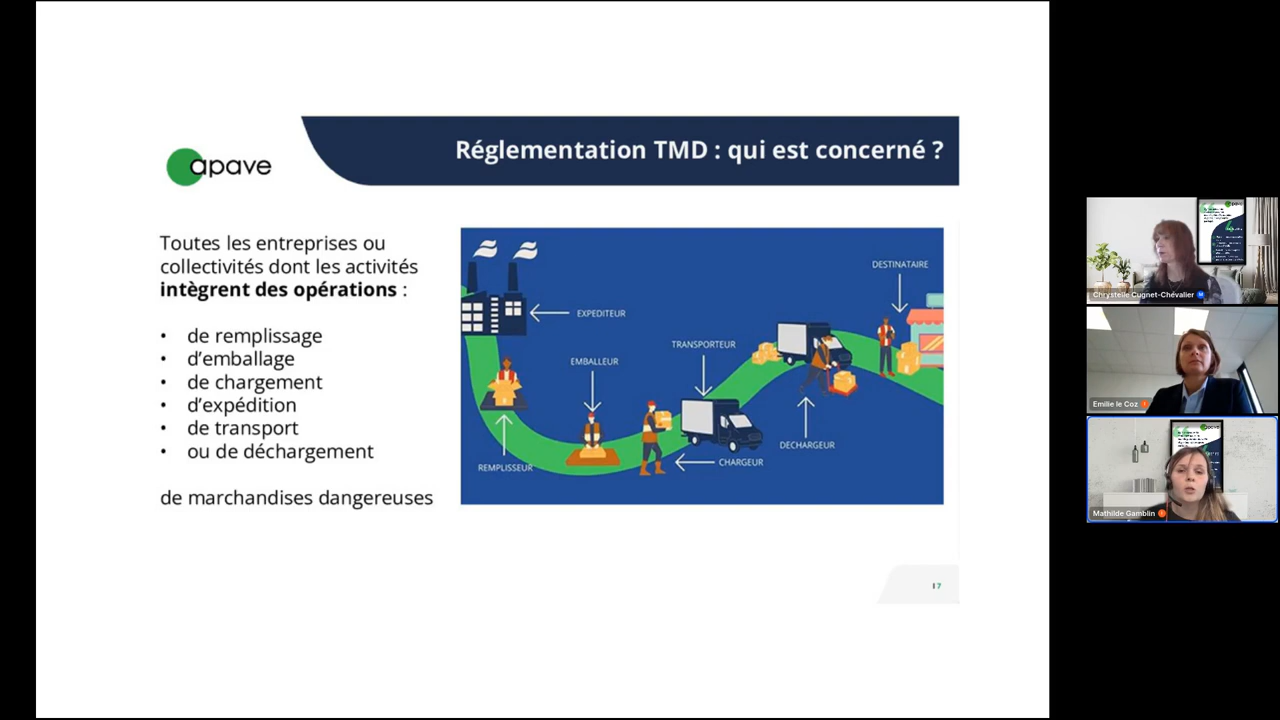 apave
Réglementation TMD : qui est concerné ?
Toutes les entreprises ou
collectivités dont les activités
intègrent des opérations :
• de remplissage
• d’emballage
• de chargement
• d’expédition
• de transport
• ou de déchargement
de marchandises dangereuses
EXPEDITEUR
REMPLISSEUR
EMBALLEUR
CHARGEUR
TRANSPORTEUR
DECHARGEUR
DESTINATAIRE
I 7
Chrystelle Cugnet-Chevalier
Emilie le Coz
Mathilde Gamblin